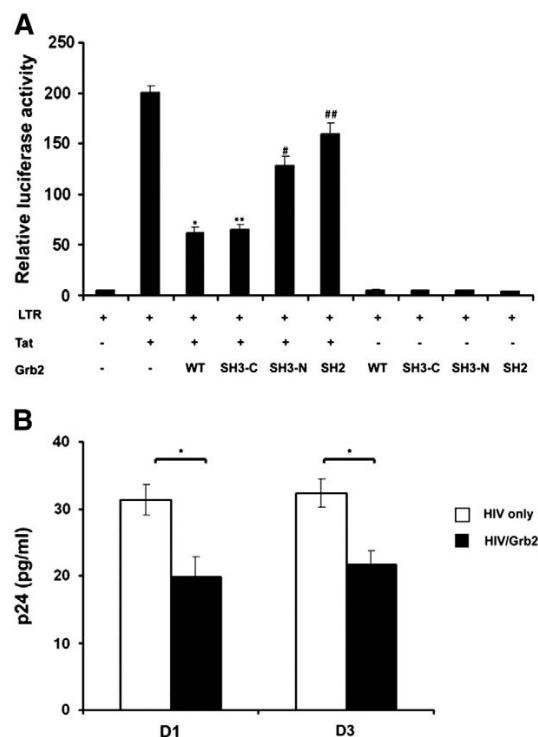 A
Relative luciferase activity
250
200
150
100
50
0
* ** # ##
LTR + + + + + + + + + +
Tat - + + + + + - - - -
Grb2 - - WT SH3-C SH3-N SH2 WT SH3-C SH3-N SH2
B
p24 (pg/ml)
40
30
20
10
0
* *
D1 D3
HIV only
HIV/Grb2